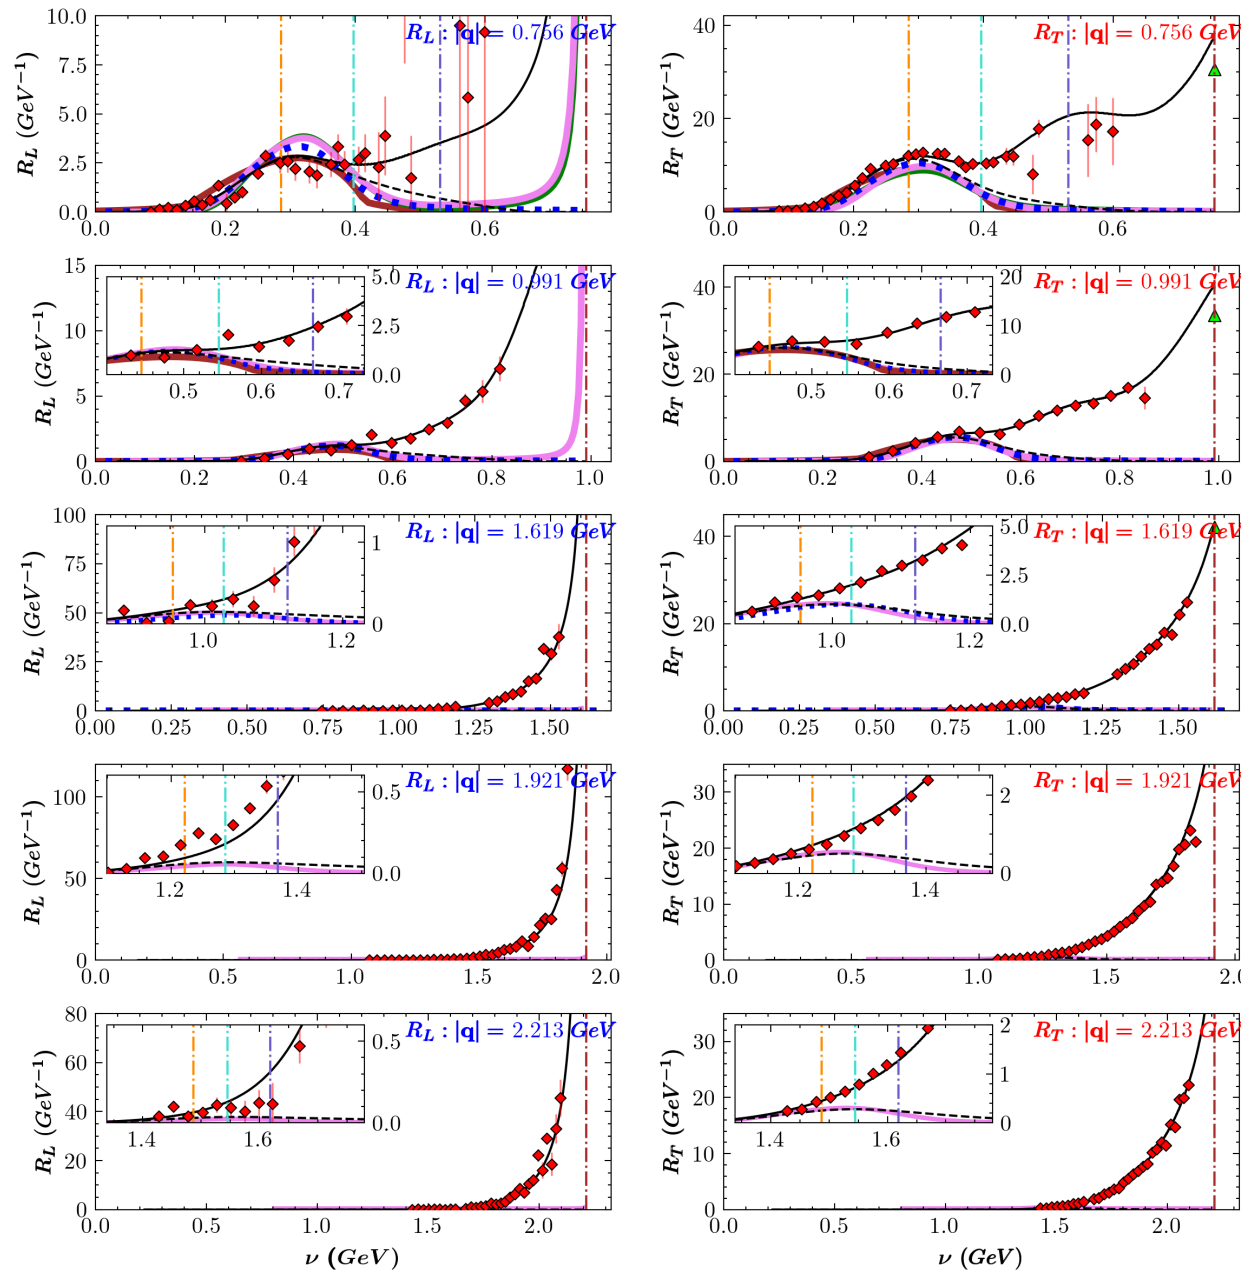 R_L : |q| = 0.756 GeV
R_L (GeV⁻¹)
10.0
7.5
5.0
2.5
0.0
0.0 0.2 0.4 0.6
R_T : |q| = 0.756 GeV
R_T (GeV⁻¹)
40
20
0
0.0 0.2 0.4 0.6
R_L : |q| = 0.991 GeV
R_L (GeV⁻¹)
15
10
5
0
0.0 0.2 0.4 0.6 0.8 1.0
5.0
2.5
0.0
0.5 0.6 0.7
R_T : |q| = 0.991 GeV
R_T (GeV⁻¹)
40
20
0
0.0 0.2 0.4 0.6 0.8 1.0
20
10
0
0.5 0.6 0.7
R_L : |q| = 1.619 GeV
R_L (GeV⁻¹)
100
75
50
25
0
0.00 0.25 0.50 0.75 1.00 1.25 1.50
1
0
1.0 1.2
R_T : |q| = 1.619 GeV
R_T (GeV⁻¹)
40
20
0
0.00 0.25 0.50 0.75 1.00 1.25 1.50
5.0
2.5
0.0
1.0 1.2
R_L : |q| = 1.921 GeV
R_L (GeV⁻¹)
100
50
0
0.0 0.5 1.0 1.5 2.0
0.5
0.0
1.2 1.4
R_T : |q| = 1.921 GeV
R_T (GeV⁻¹)
30
20
10
0
0.0 0.5 1.0 1.5 2.0
2
1
0
1.2 1.4
R_L : |q| = 2.213 GeV
R_L (GeV⁻¹)
80
60
40
20
0
0.0 0.5 1.0 1.5 2.0
0.5
0.0
1.4 1.6
ν (GeV)
R_T : |q| = 2.213 GeV
R_T (GeV⁻¹)
30
20
10
0
0.0 0.5 1.0 1.5 2.0
2
1
0
1.4 1.6
ν (GeV)